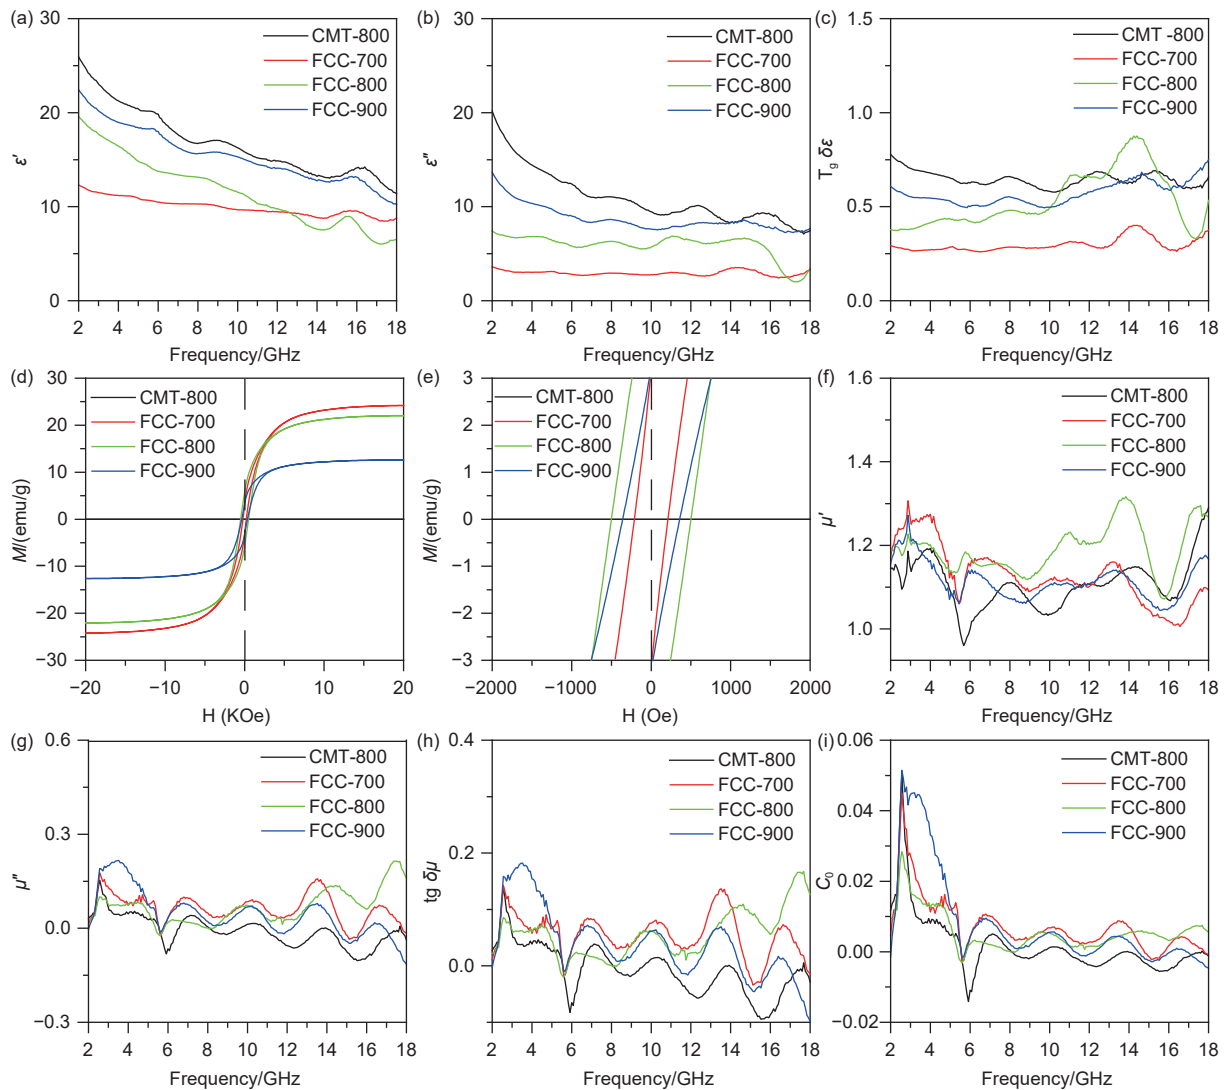 (a)
30
20
10
0
ε′
CMT-800
FCC-700
FCC-800
FCC-900
2 4 6 8 10 12 14 16 18
Frequency/GHz
(b)
30
20
10
0
ε″
CMT-800
FCC-700
FCC-800
FCC-900
2 4 6 8 10 12 14 16 18
Frequency/GHz
(c)
1.5
1.0
0.5
0.0
Tg δε
CMT -800
FCC-700
FCC-800
FCC-900
2 4 6 8 10 12 14 16 18
Frequency/GHz
(d)
30
20
10
0
−10
−20
−30
M/(emu/g)
CMT-800
FCC-700
FCC-800
FCC-900
−20 −10 0 10 20
H (KOe)
(e)
3
2
1
0
−1
−2
−3
M/(emu/g)
CMT-800
FCC-700
FCC-800
FCC-900
−2000 −1000 0 1000 2000
H (Oe)
(f)
1.6
1.4
1.2
1.0
μ′
CMT-800
FCC-700
FCC-800
FCC-900
2 4 6 8 10 12 14 16 18
Frequency/GHz
(g)
0.6
0.3
0.0
−0.3
μ″
CMT-800
FCC-700
FCC-800
FCC-900
2 4 6 8 10 12 14 16 18
Frequency/GHz
(h)
0.4
0.2
0.0
tg δμ
CMT-800
FCC-700
FCC-800
FCC-900
2 4 6 8 10 12 14 16 18
Frequency/GHz
(i)
0.06
0.04
0.02
0.00
−0.02
C0
CMT-800
FCC-700
FCC-800
FCC-900
2 4 6 8 10 12 14 16 18
Frequency/GHz